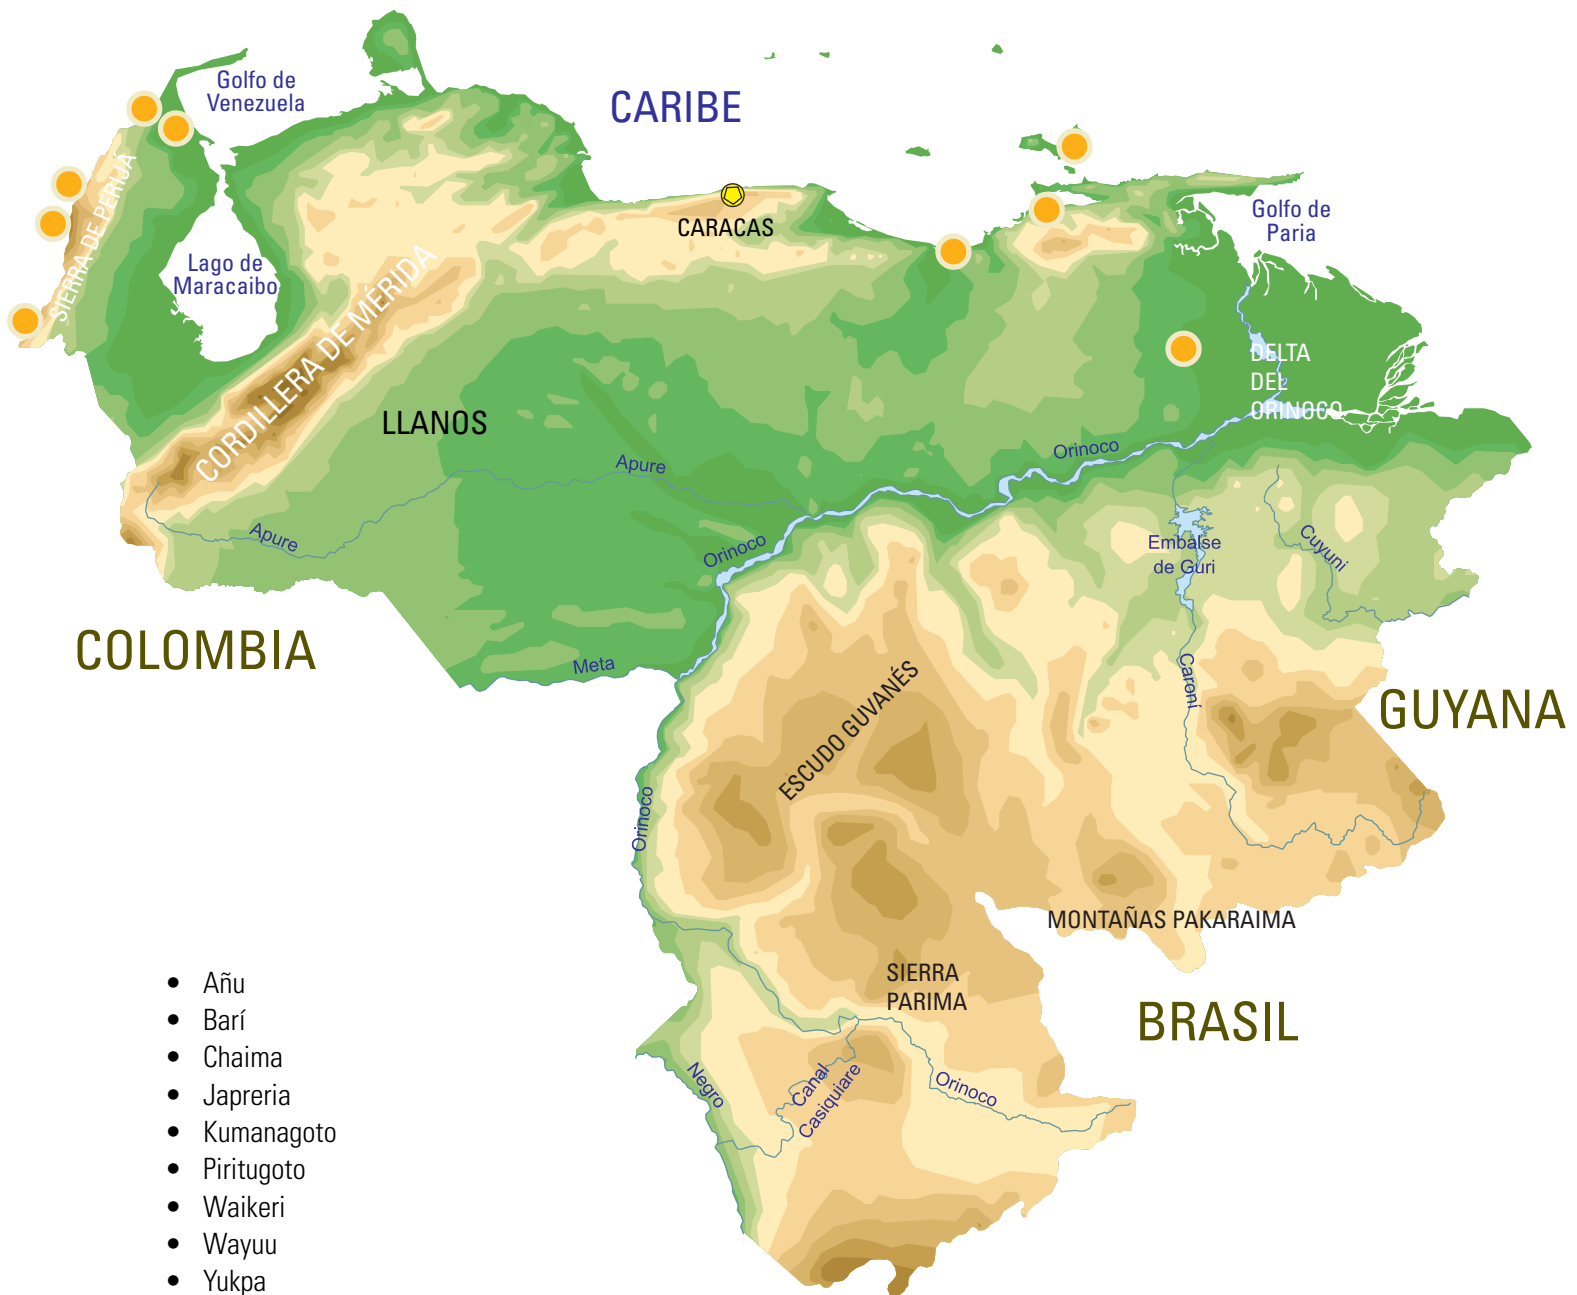 Golfo de
Venezuela
CARIBE
SIERRA DE PERIJÁ
Lago de
Maracaibo
CARACAS
Golfo de
Paria
CORDILLERA DE MÉRIDA
LLANOS
DELTA
DEL
ORINOCO
Apure
Orinoco
Apure
Orinoco
Embalse
de Guri
Cuyuni
COLOMBIA
Meta
ESCUDO GUVANÉS
Caroní
GUYANA
Orinoco
MONTAÑAS PAKARAIMA
SIERRA
PARIMA
BRASIL
Negro
Canal
Casiquiare
Orinoco
• Añu
• Barí
• Chaima
• Japreria
• Kumanagoto
• Piritugoto
• Waikeri
• Wayuu
• Yukpa